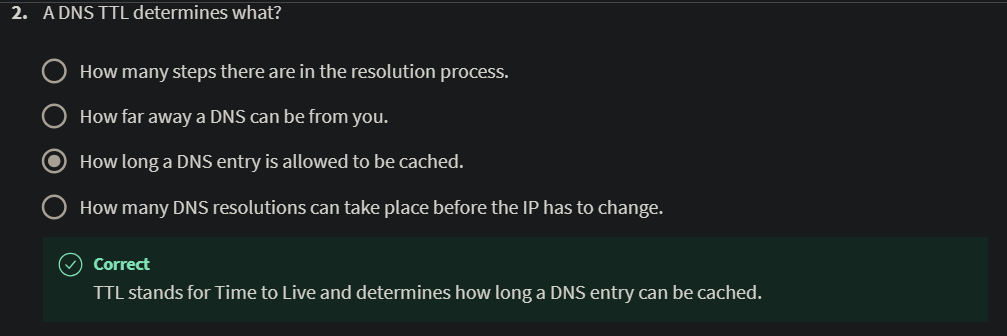 2. A DNS TTL determines what?
How many steps there are in the resolution process.
How far away a DNS can be from you.
How long a DNS entry is allowed to be cached.
How many DNS resolutions can take place before the IP has to change.
Correct
TTL stands for Time to Live and determines how long a DNS entry can be cached.